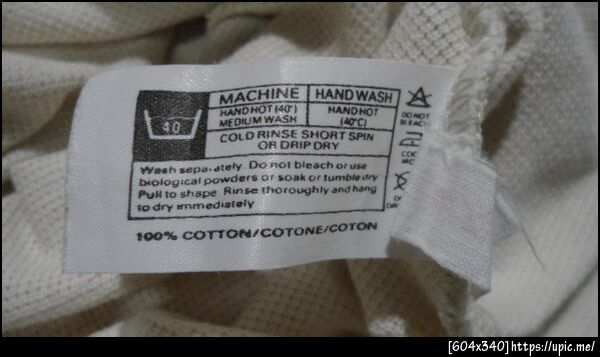 MACHINE
HAND WASH
HAND HOT (40°)
MEDIUM WASH
HAND HOT
(40°C)
40
COLD RINSE SHORT SPIN
OR DRIP DRY
Wash separately. Do not bleach or use
biological powders or soak or tumble dry
Pull to shape. Rinse thoroughly and hang
to dry immediately
100% COTTON/COTONE/COTON
DO NOT
BLEACH
[604x340]https://upic.me/